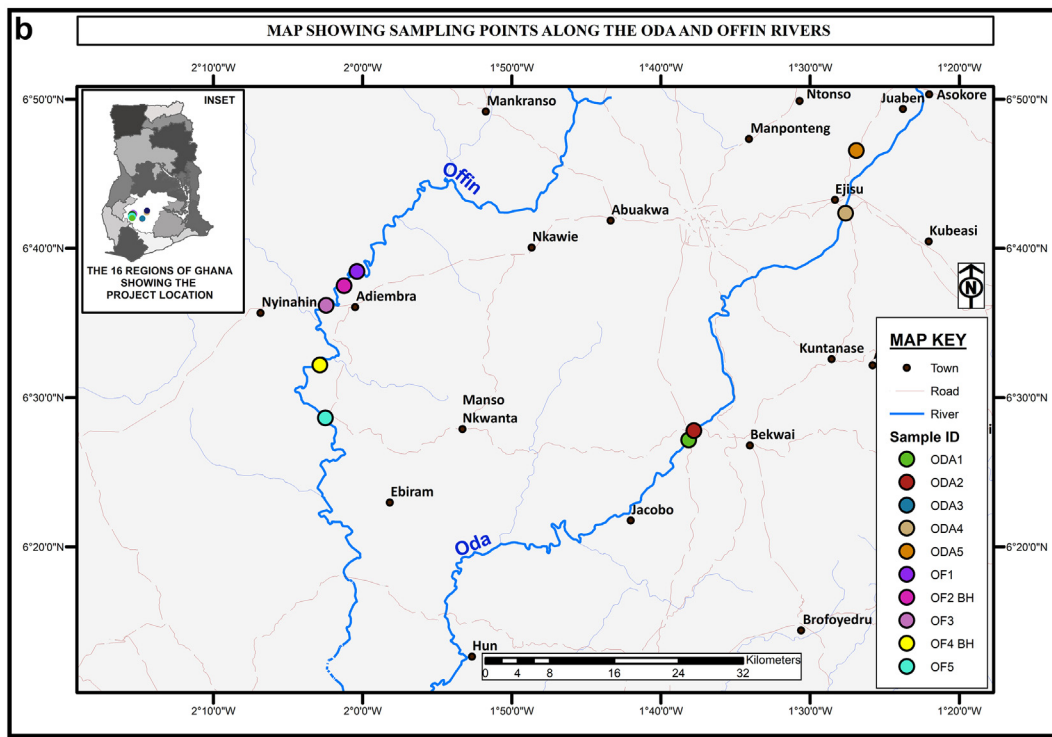 b
MAP SHOWING SAMPLING POINTS ALONG THE ODA AND OFFIN RIVERS
2°10'0"W 2°0'0"W 1°50'0"W 1°40'0"W 1°30'0"W 1°20'0"W
6°50'0"N
6°40'0"N
6°30'0"N
6°20'0"N
INSET
THE 16 REGIONS OF GHANA
SHOWING THE
PROJECT LOCATION
Mankranso
Ntonso
Juaben
Asokore
Manponteng
Offin
Ejisu
Abuakwa
Kubeasi
Nkawie
Nyinahin
Adiembra
Kuntanase
Manso
Nkwanta
Bekwai
Ebiram
Jacobo
Oda
Brofoyedru
Hun
N
MAP KEY
Town
Road
River
Sample ID
ODA1
ODA2
ODA3
ODA4
ODA5
OF1
OF2 BH
OF3
OF4 BH
OF5
Kilometers
0 4 8 16 24 32
6°50'0"N
6°40'0"N
6°30'0"N
6°20'0"N
2°10'0"W 2°0'0"W 1°50'0"W 1°40'0"W 1°30'0"W 1°20'0"W